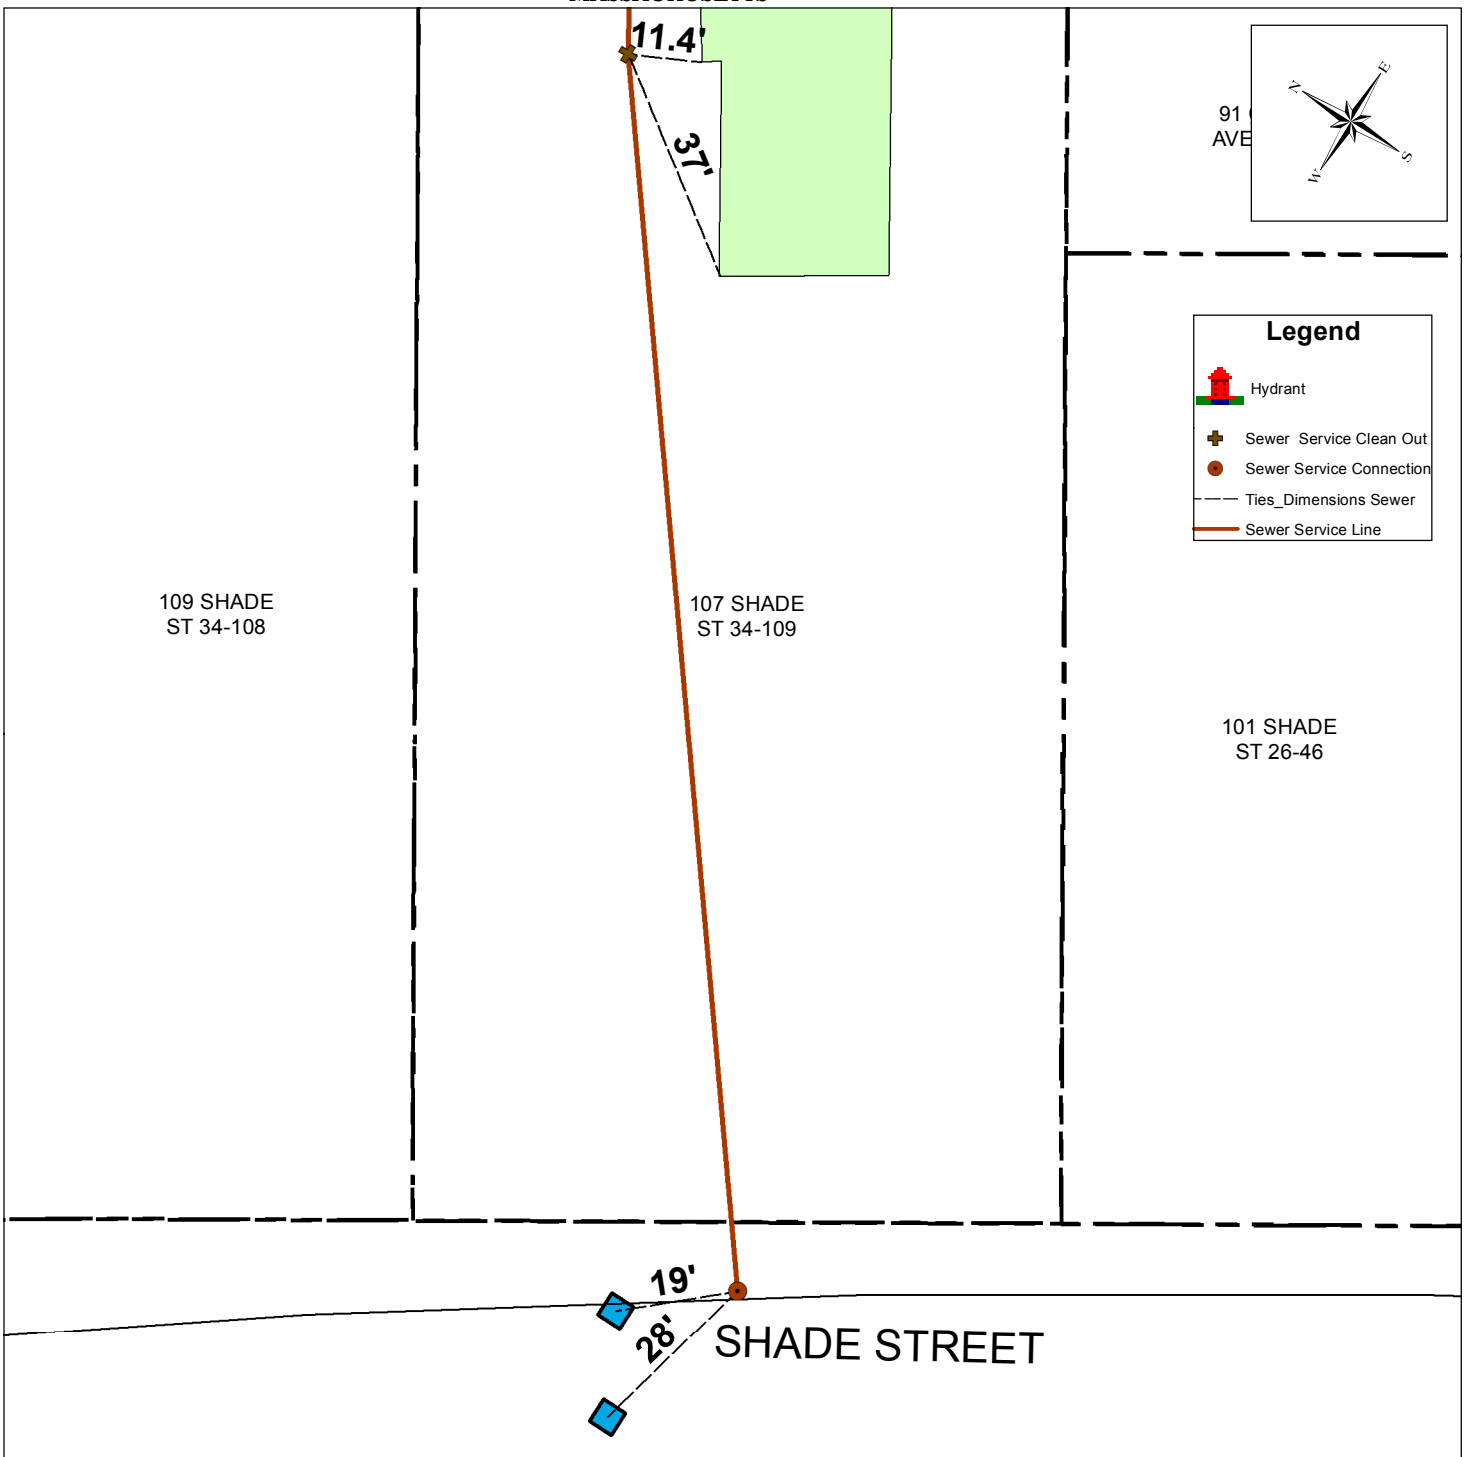 11.4'
37'
91
N
E
S
W
Legend
Hydrant
Sewer Service Clean Out
Sewer Service Connection
Ties_Dimensions Sewer
Sewer Service Line
109 SHADE
ST 34-108
107 SHADE
ST 34-109
101 SHADE
ST 26-46
19'
28'
SHADE STREET